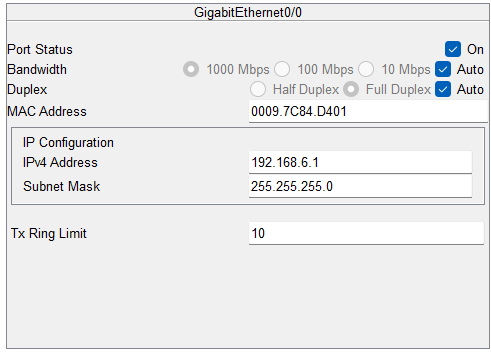 GigabitEthernet0/0
Port Status On
Bandwidth 1000 Mbps 100 Mbps 10 Mbps Auto
Duplex Half Duplex Full Duplex Auto
MAC Address 0009.7C84.D401
IP Configuration
IPv4 Address 192.168.6.1
Subnet Mask 255.255.255.0
Tx Ring Limit 10